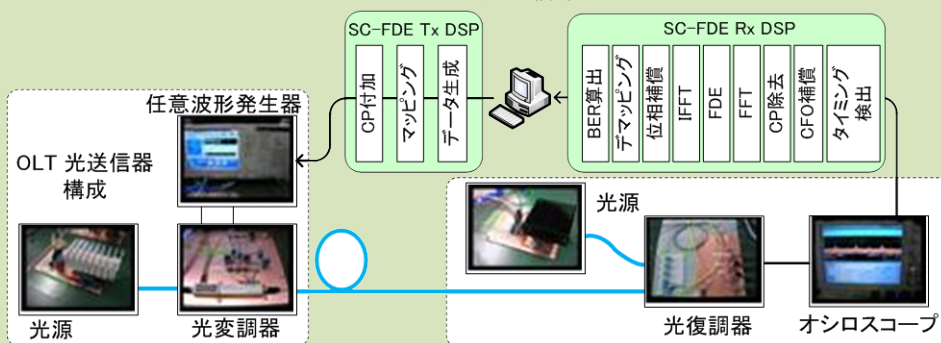 SC-FDE Tx DSP
CP付加
マッピング
データ生成
SC-FDE Rx DSP
BER算出
デマッピング
位相補償
IFFT
FDE
FFT
CP除去
CFO補償
タイミング
検出
任意波形発生器
OLT 光送信器
構成
光源
光変調器
光源
光復調器
オシロスコープ